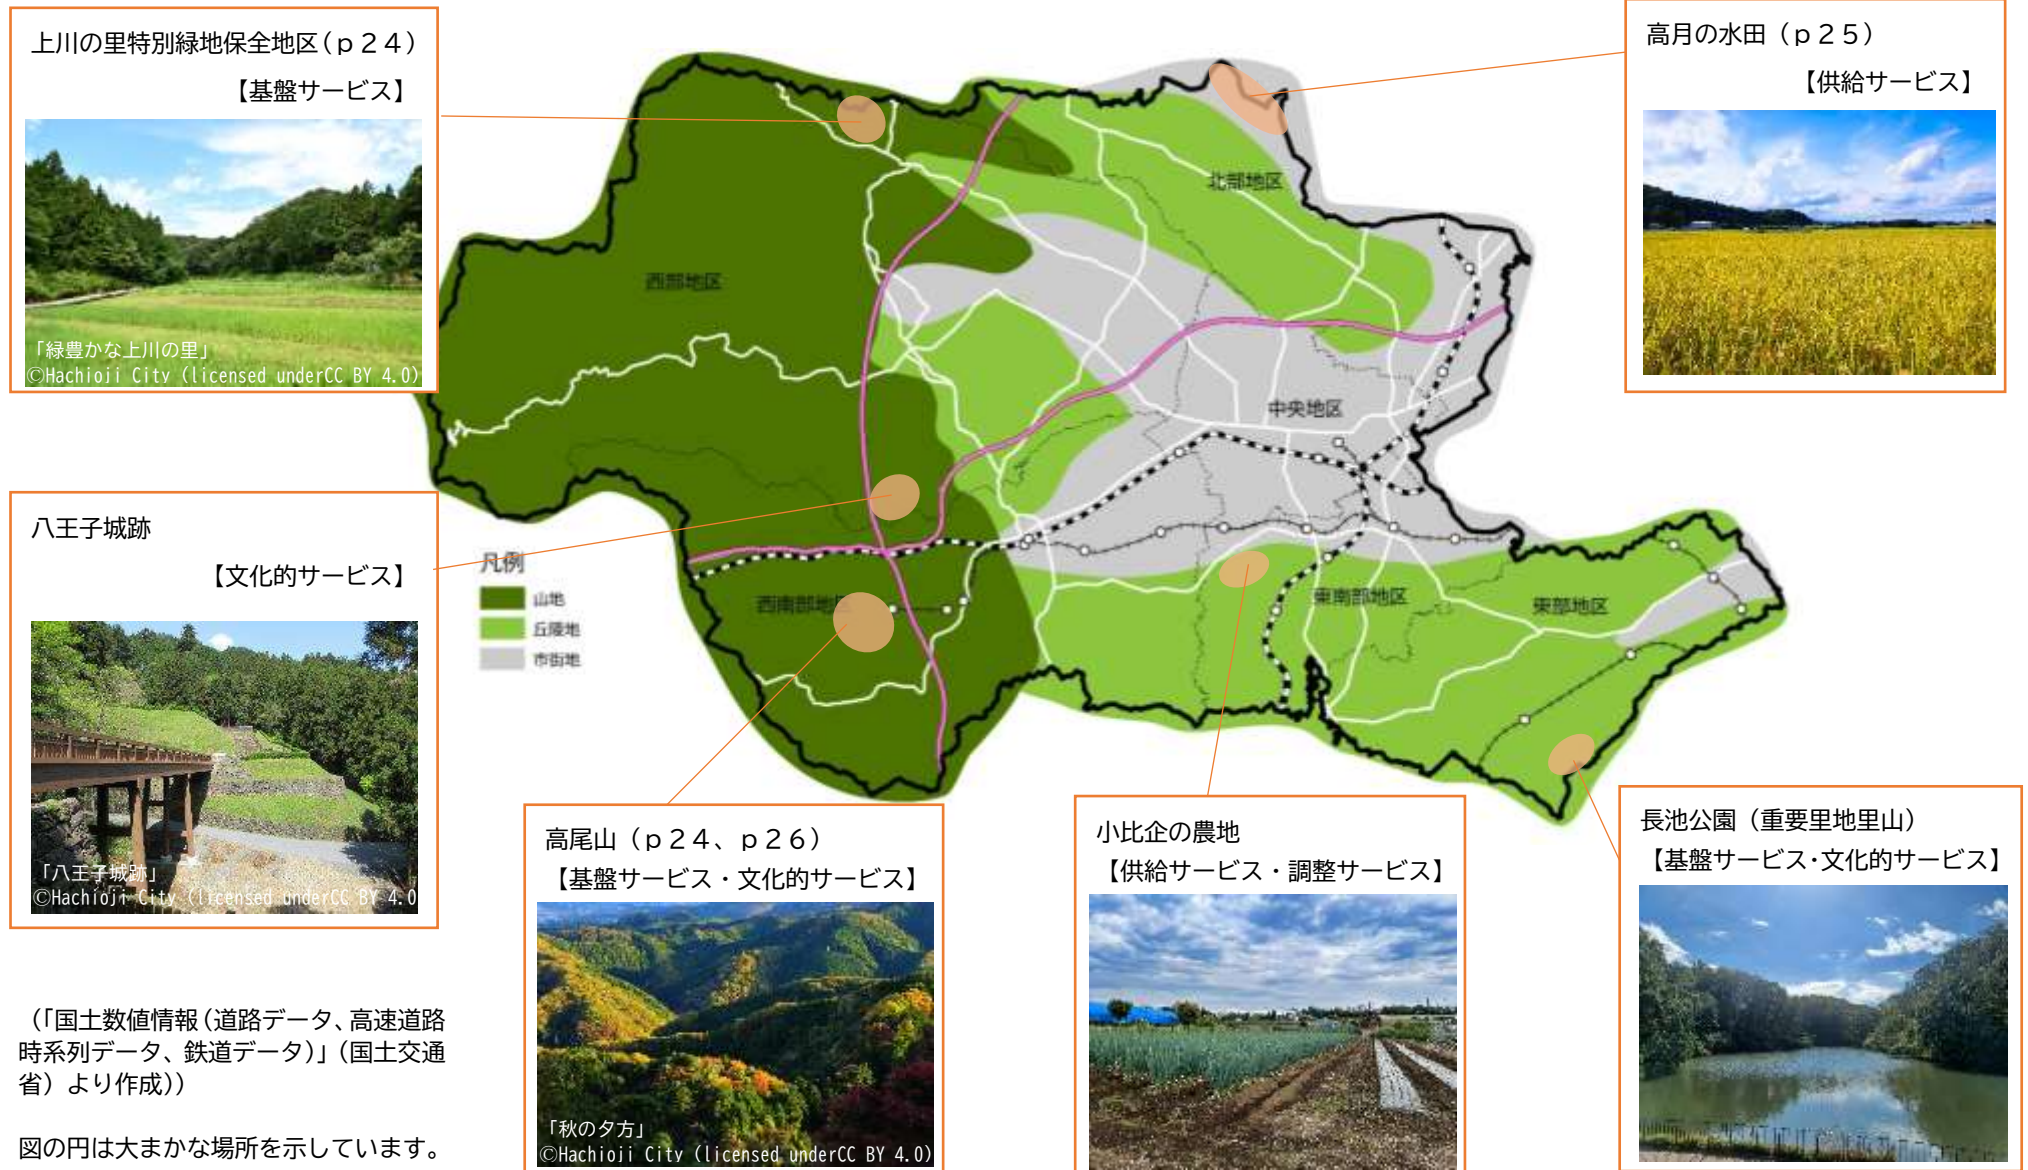 上川の里特別緑地保全地区(p24)
【基盤サービス】
「緑豊かな上川の里」
©Hachioji City (licensed underCC BY 4.0)
高月の水田(p25)
【供給サービス】
北部地区
西部地区
中央地区
西南部地区
東南部地区
東部地区
八王子城跡
【文化的サービス】
「八王子城跡」
©Hachioji City (licensed underCC BY 4.0
凡例
山地
丘陵地
市街地
高尾山(p24、p26)
【基盤サービス・文化的サービス】
「秋の夕方」
©Hachioji City (licensed underCC BY 4.0)
小比企の農地
【供給サービス・調整サービス】
長池公園(重要里地里山)
【基盤サービス・文化的サービス】
(「国土数値情報(道路データ、高速道路
時系列データ、鉄道データ)」(国土交通
省)より作成))
図の円は大まかな場所を示しています。